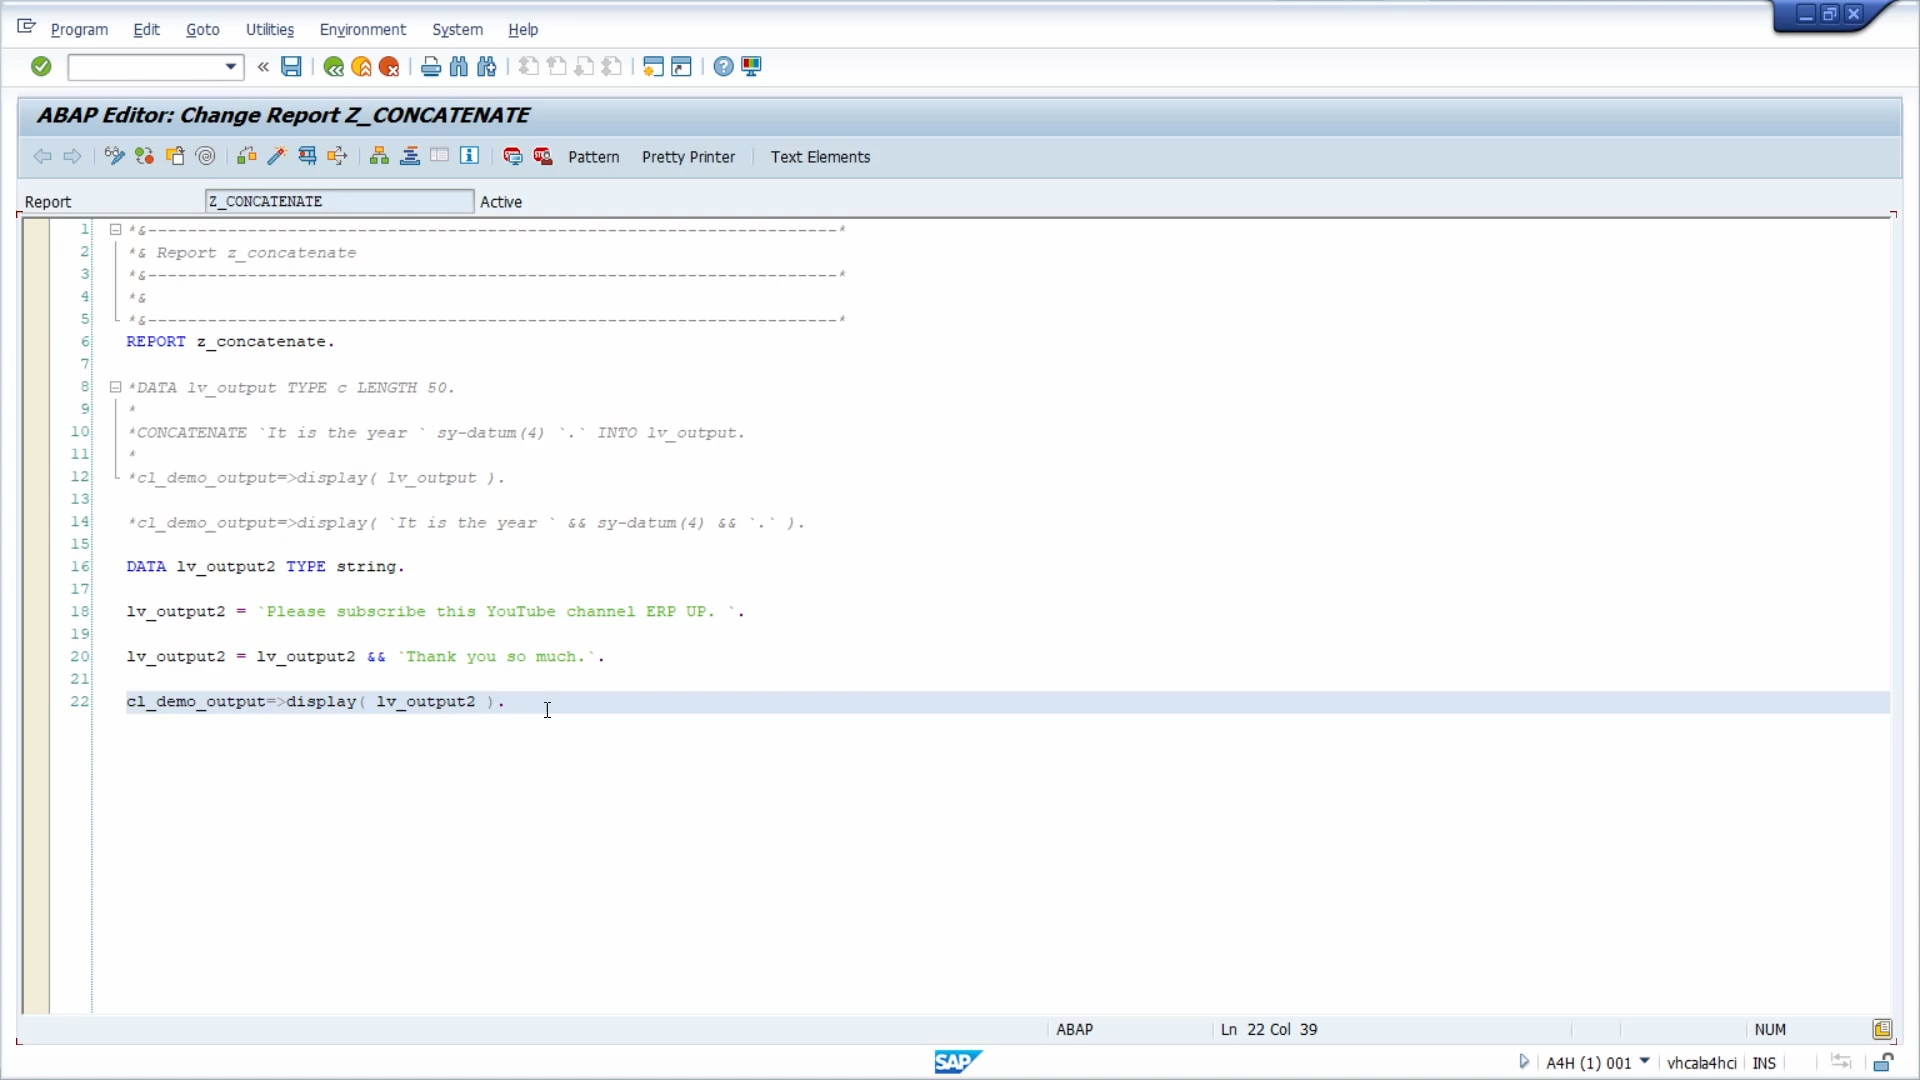 Program Edit Goto Utilities Environment System Help
ABAP Editor: Change Report Z_CONCATENATE
Pattern Pretty Printer Text Elements
Report Z_CONCATENATE Active
1 *&---------------------------------------------------------------------*
2 *& Report z_concatenate
3 *&---------------------------------------------------------------------*
4 *&
5 *&---------------------------------------------------------------------*
6 REPORT z_concatenate.
7
8 *DATA lv_output TYPE c LENGTH 50.
9 *
10 *CONCATENATE `It is the year ` sy-datum(4) `.` INTO lv_output.
11 *
12 *cl_demo_output=>display( lv_output ).
13
14 *cl_demo_output=>display( `It is the year ` && sy-datum(4) && `.` ).
15
16 DATA lv_output2 TYPE string.
17
18 lv_output2 = `Please subscribe this YouTube channel ERP UP. `.
19
20 lv_output2 = lv_output2 && `Thank you so much.`.
21
22 cl_demo_output=>display( lv_output2 ).
ABAP Ln 22 Col 39 NUM
SAP A4H (1) 001 vhcala4hci INS